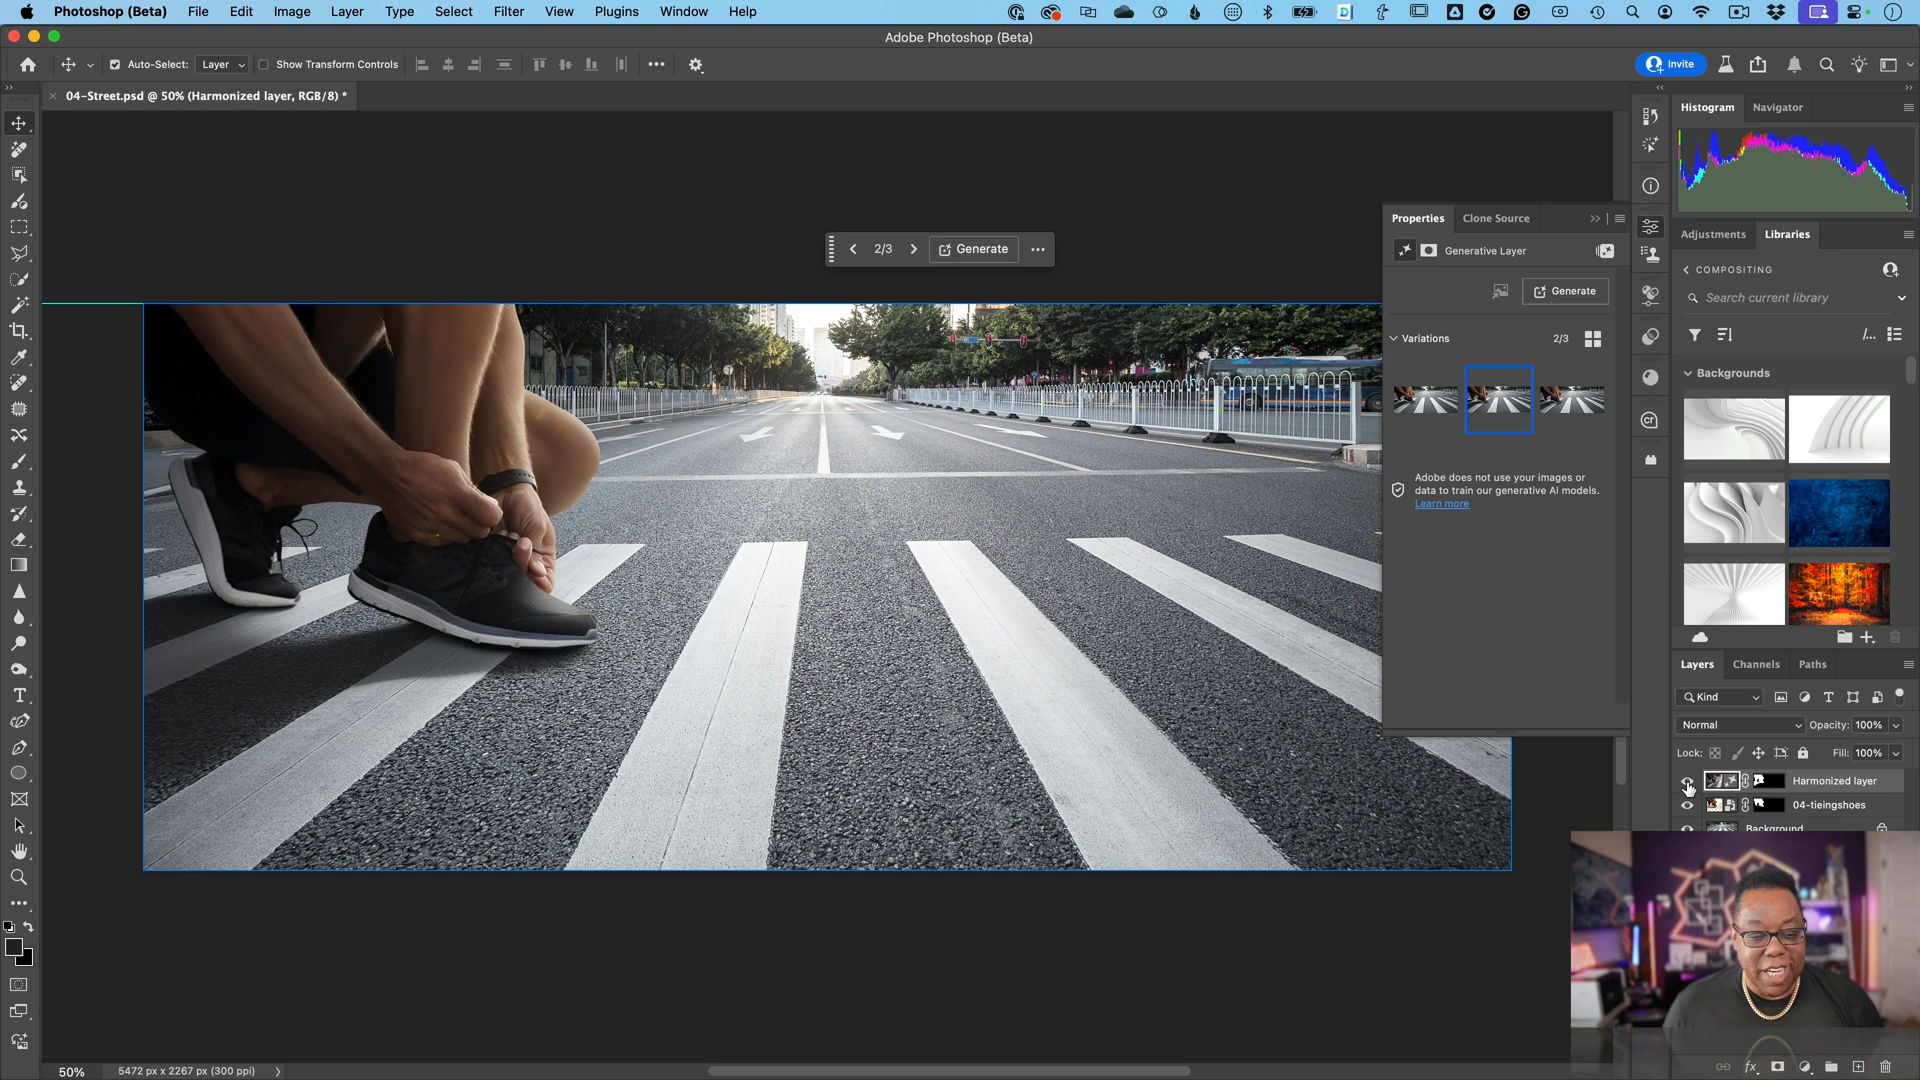 Photoshop (Beta) File Edit Image Layer Type Select Filter View Plugins Window Help
Adobe Photoshop (Beta)
Auto-Select: Layer Show Transform Controls
Invite
04-Street.psd @ 50% (Harmonized layer, RGB/8) *
Histogram Navigator
2/3 Generate
Properties Clone Source
Generative Layer
Generate
Variations 2/3
Adobe does not use your images or
data to train our generative AI models.
Learn more
Adjustments Libraries
COMPOSITING
Search current library
Backgrounds
Layers Channels Paths
Kind
Normal Opacity: 100%
Lock: Fill: 100%
Harmonized layer
04-tieingshoes
Background
50% 5472 px x 2267 px (300 ppi)